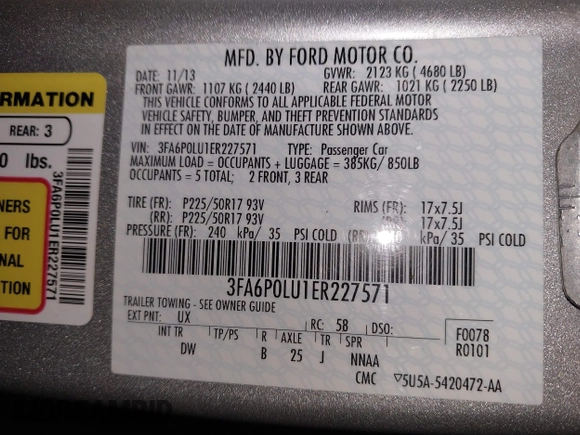 MFD. BY FORD MOTOR CO.
DATE: 11/13 GVWR: 2123 KG ( 4680 LB)
FRONT GAWR: 1107 KG ( 2440 LB) REAR GAWR: 1021 KG ( 2250 LB)
THIS VEHICLE CONFORMS TO ALL APPLICABLE FEDERAL MOTOR
VEHICLE SAFETY, BUMPER, AND THEFT PREVENTION STANDARDS
IN EFFECT ON THE DATE OF MANUFACTURE SHOWN ABOVE.
VIN: 3FA6P0LU1ER227571 TYPE: Passenger Car
MAXIMUM LOAD = OCCUPANTS + LUGGAGE = 385KG/ 850LB
OCCUPANTS = 5 TOTAL; 2 FRONT, 3 REAR
TIRE (FR): P225/50R17 93V RIMS (FR): 17x7.5J
(RR): P225/50R17 93V 17x7.5J
PRESSURE (FR): 240 kPa/ 35 PSI COLD kPa/ 35 PSI COLD
3FA6P0LU1ER227571
TRAILER TOWING - SEE OWNER GUIDE
EXT PNT: UX RC: 58 DSO: F0078
R0101
INT TR TP/PS R AXLE TR SPR
DW B 25 J NNAA
CMC 5U5A-5420472-AA
ORMATION
REAR: 3
0 lbs.
NERS
FOR
NAL
TION
3FA6P0LU1ER227571